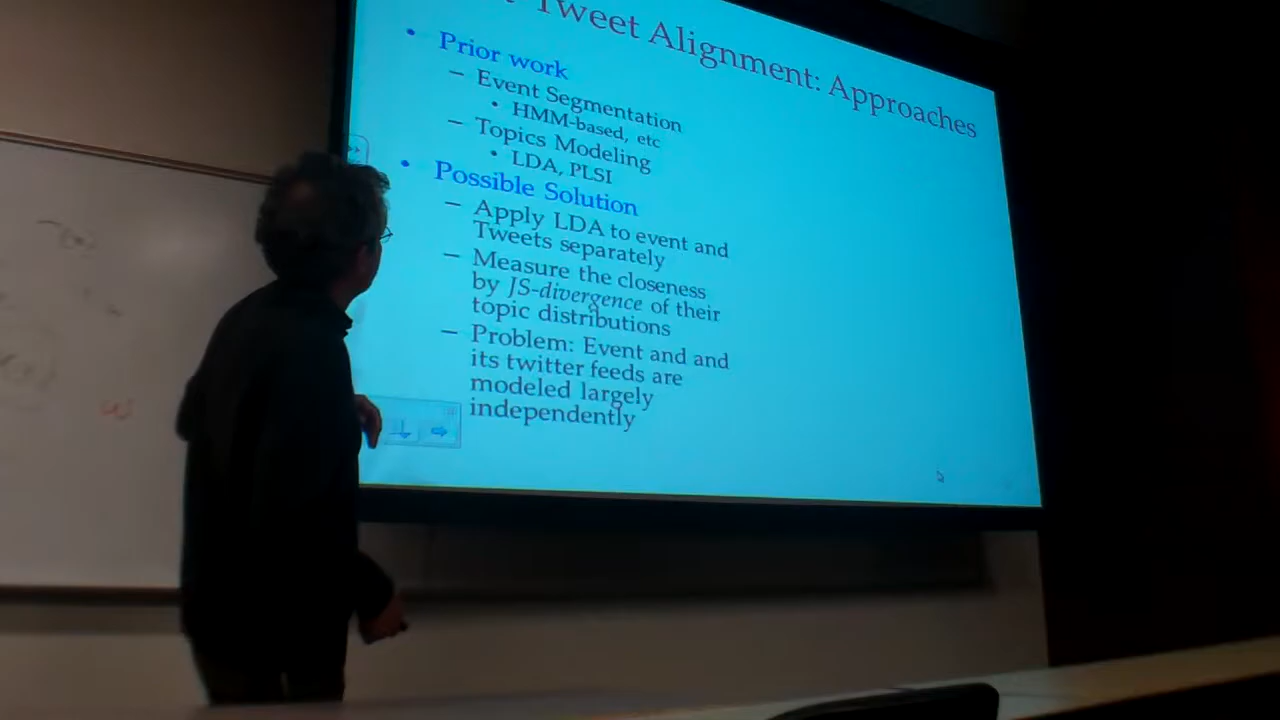 Tweet Alignment: Approaches
• Prior work
– Event Segmentation
• HMM-based, etc
– Topics Modeling
• LDA, PLSI
• Possible Solution
– Apply LDA to event and
Tweets separately
– Measure the closeness
by JS-divergence of their
topic distributions
– Problem: Event and and
its twitter feeds are
modeled largely
independently